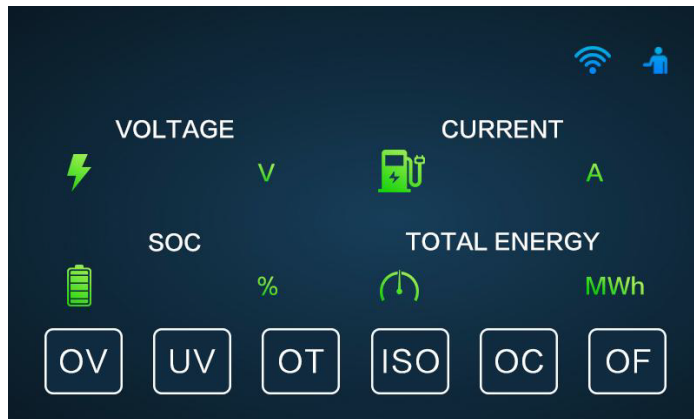 VOLTAGE CURRENT
V A
SOC TOTAL ENERGY
% MWh
OV UV OT ISO OC OF